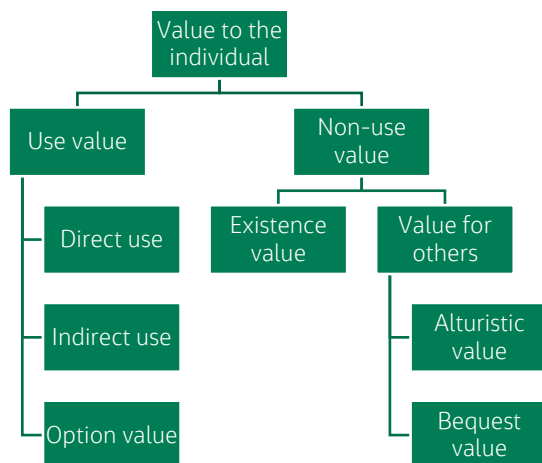 Value to the
individual
Use value
Non-use
value
Direct use
Existence
value
Value for
others
Indirect use
Alturistic
value
Option value
Bequest
value